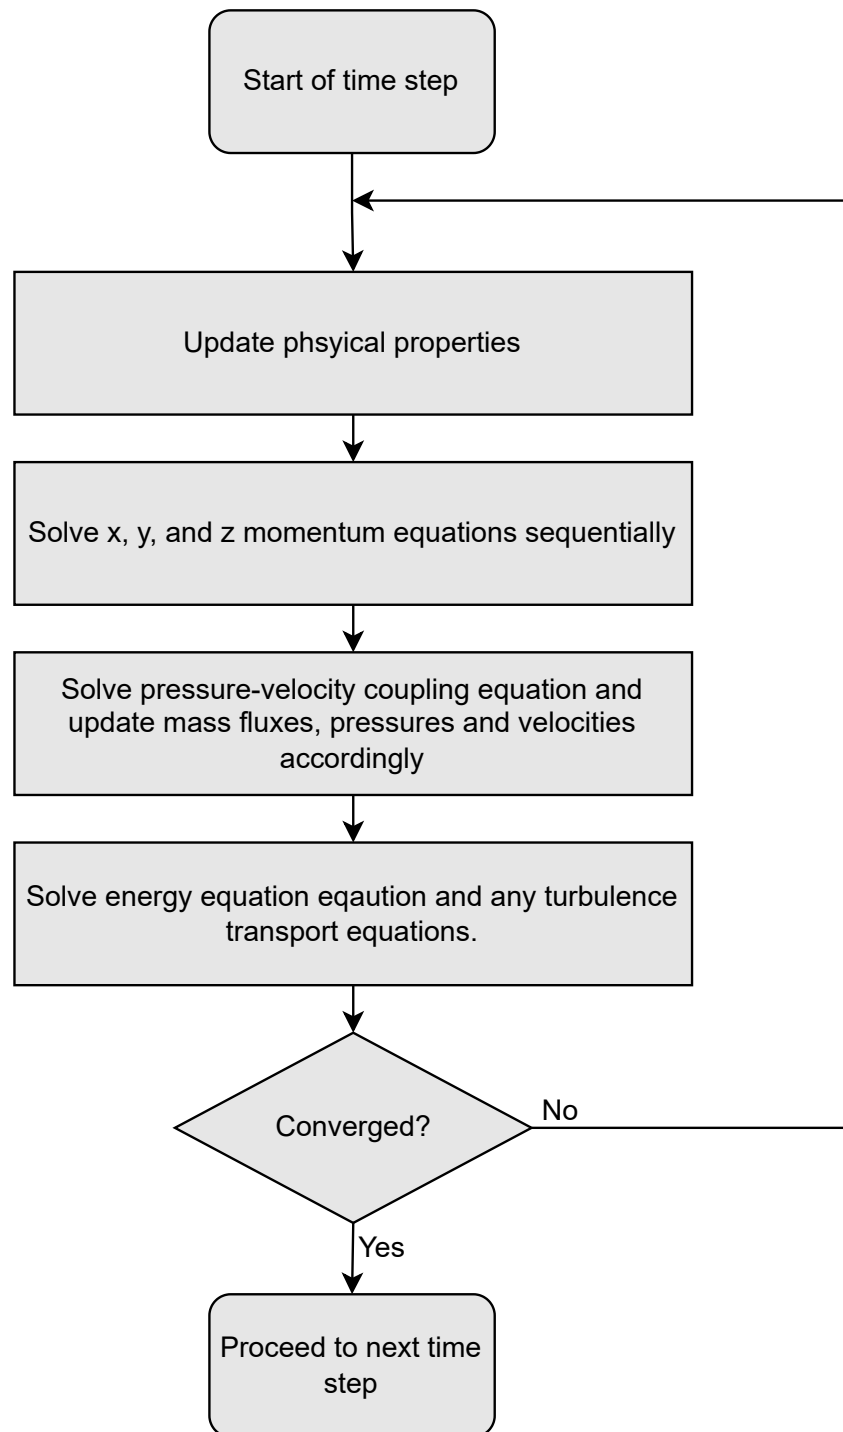 Start of time step
Update phsyical properties
Solve x, y, and z momentum equations sequentially
Solve pressure-velocity coupling equation and
update mass fluxes, pressures and velocities
accordingly
Solve energy equation eqaution and any turbulence
transport equations.
Converged?
No
Yes
Proceed to next time
step